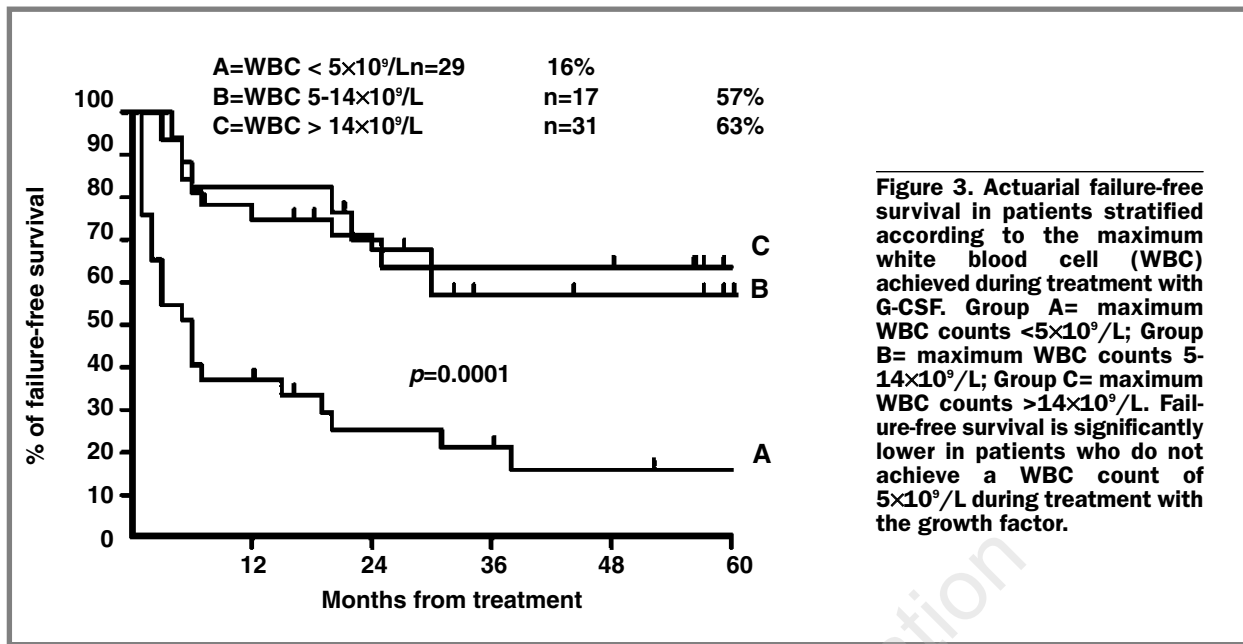 A=WBC < 5×10⁹/Ln=29 16%
B=WBC 5-14×10⁹/L n=17 57%
C=WBC > 14×10⁹/L n=31 63%
100
90
80
70
60
50
40
30
20
10
0
% of failure-free survival
C
B
p=0.0001
A
12 24 36 48 60
Months from treatment
Figure 3. Actuarial failure-free
survival in patients stratified
according to the maximum
white blood cell (WBC)
achieved during treatment with
G-CSF. Group A= maximum
WBC counts <5×10⁹/L; Group
B= maximum WBC counts 5-
14×10⁹/L; Group C= maximum
WBC counts >14×10⁹/L. Fail-
ure-free survival is significantly
lower in patients who do not
achieve a WBC count of
5×10⁹/L during treatment with
the growth factor.